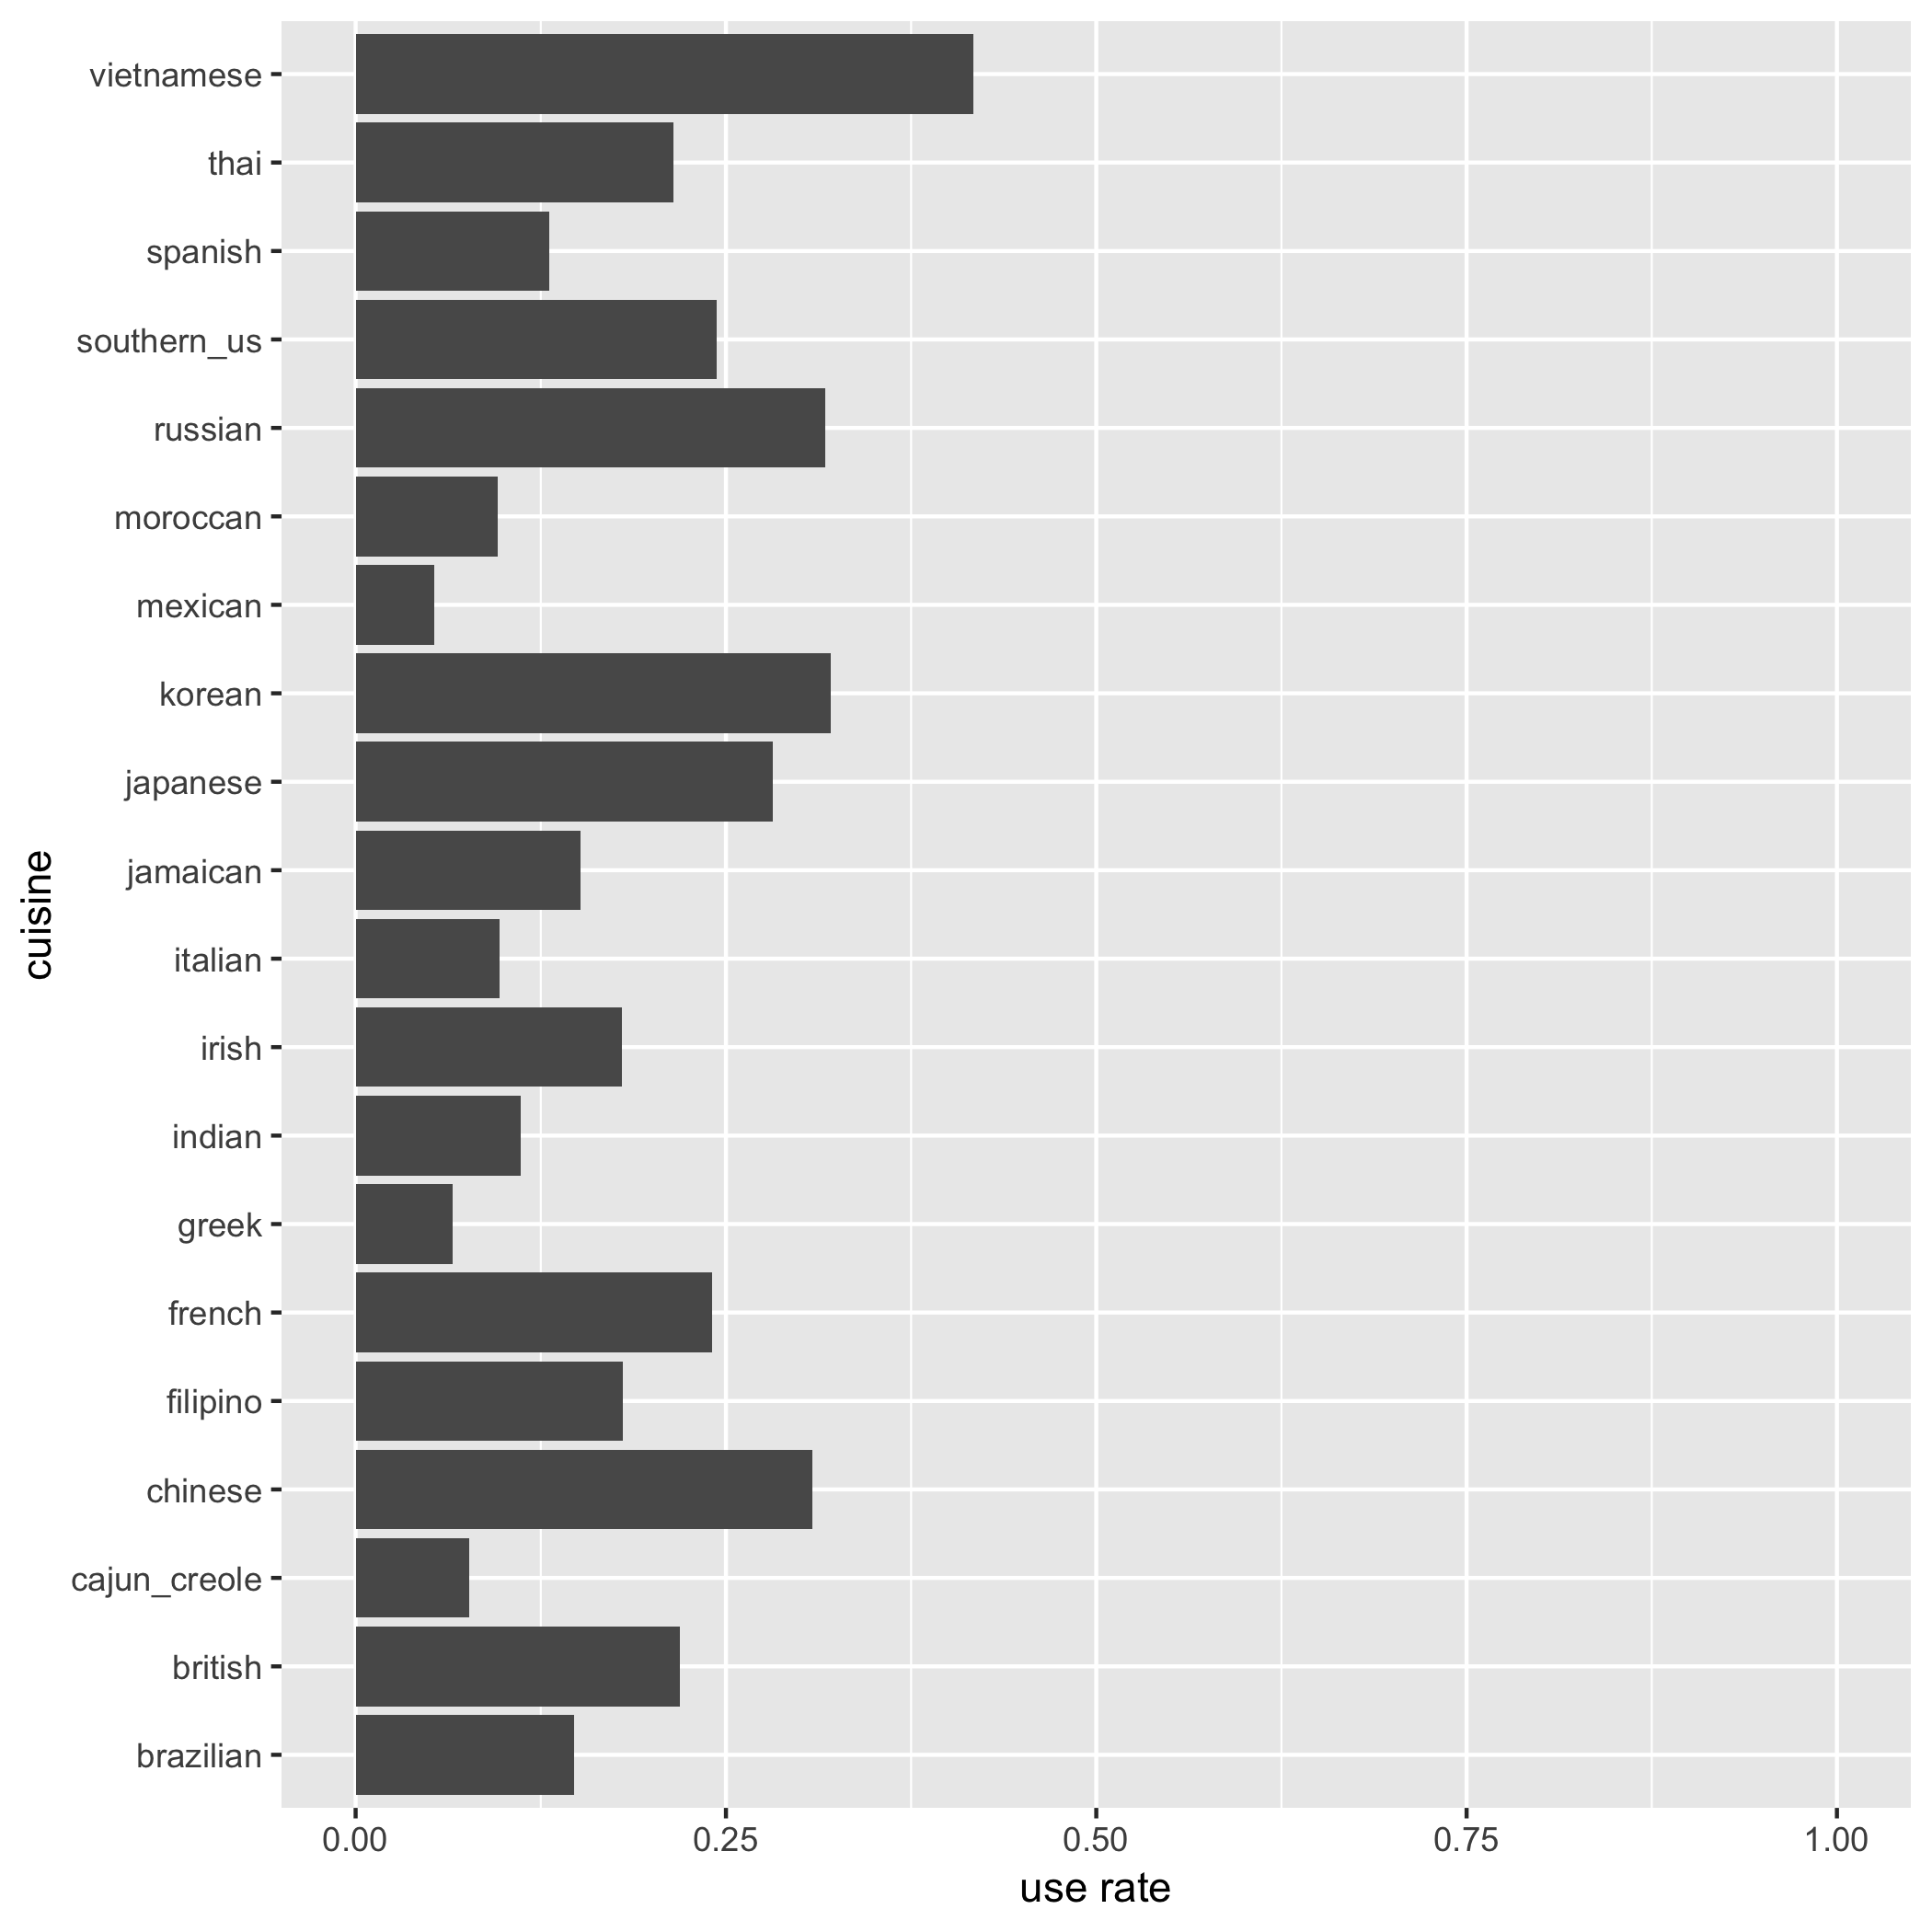 vietnamese
thai
spanish
southern_us
russian
moroccan
mexican
korean
japanese
jamaican
italian
irish
indian
greek
french
filipino
chinese
cajun_creole
british
brazilian
cuisine
0.00 0.25 0.50 0.75 1.00
use rate